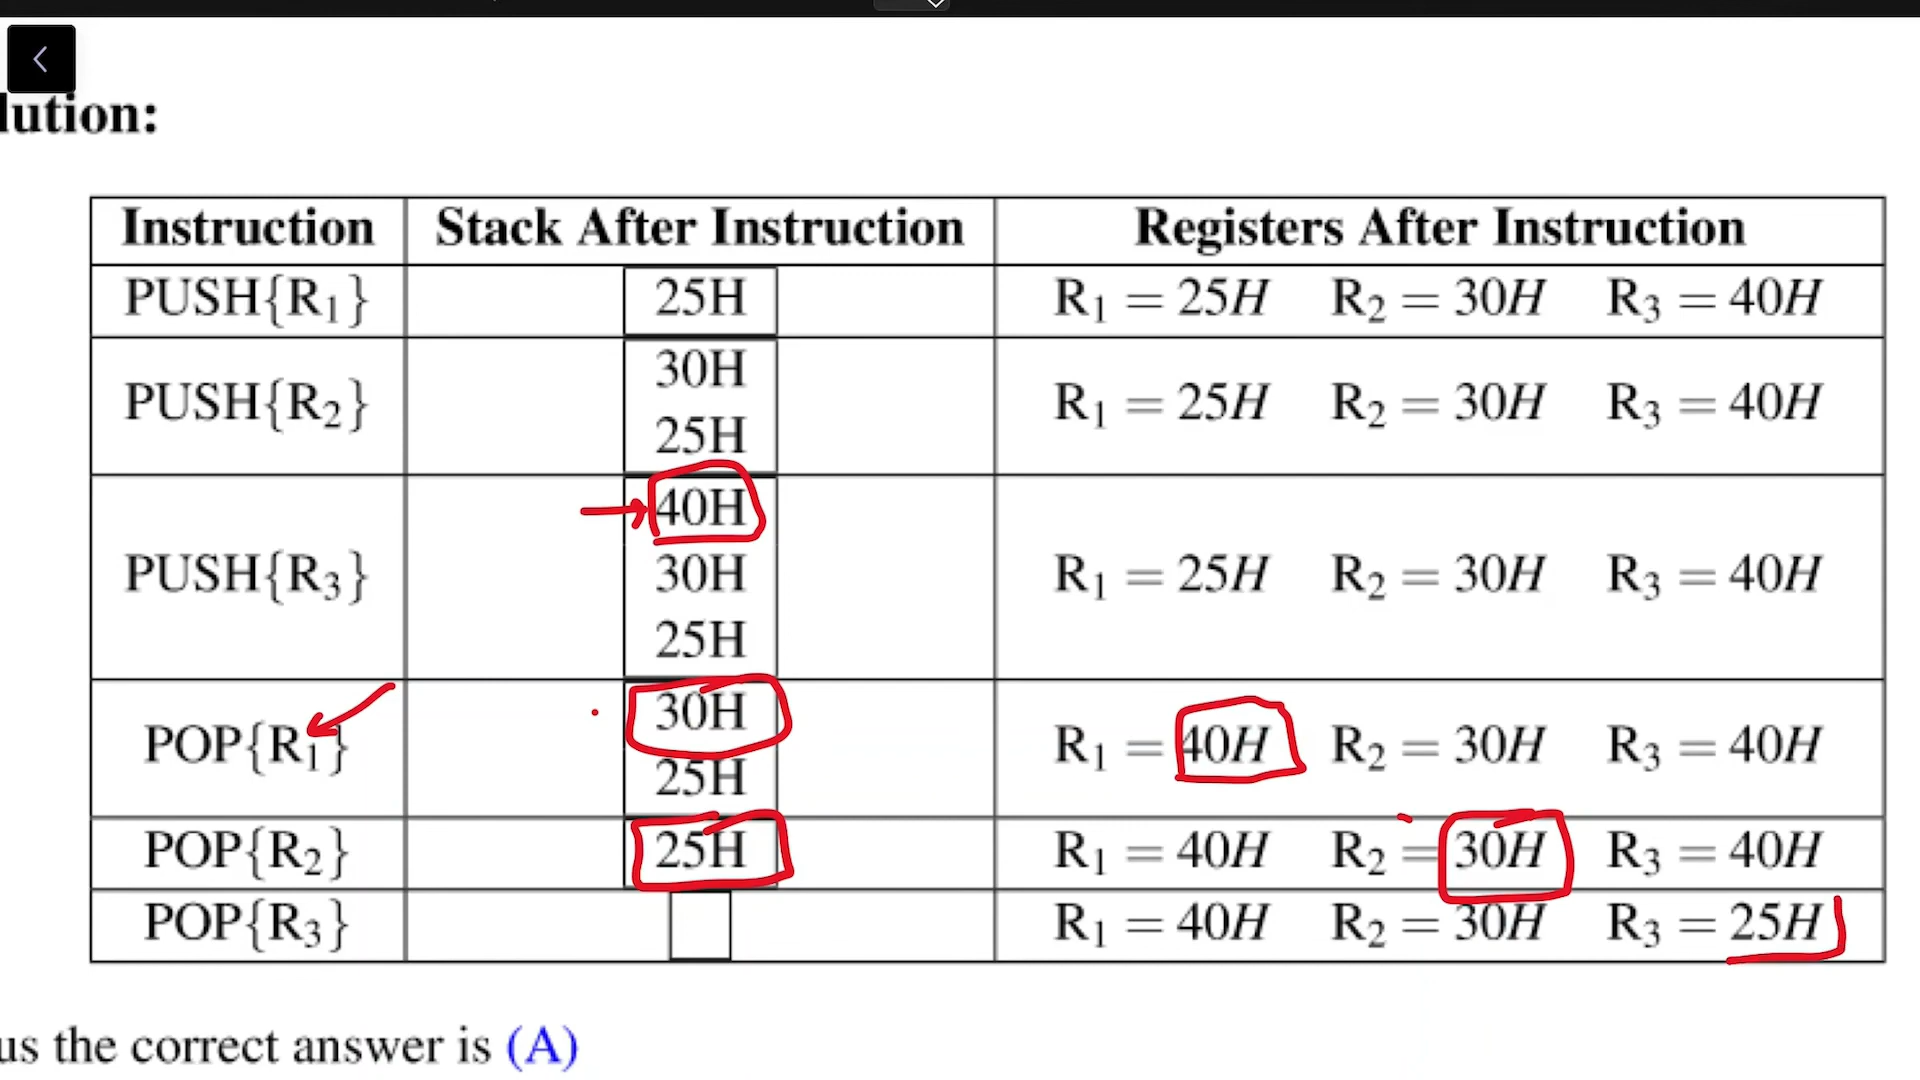 lution:
Instruction Stack After Instruction Registers After Instruction
PUSH{R₁} 25H R₁ = 25H R₂ = 30H R₃ = 40H
30H
PUSH{R₂} R₁ = 25H R₂ = 30H R₃ = 40H
25H
40H
PUSH{R₃} 30H R₁ = 25H R₂ = 30H R₃ = 40H
25H
30H
POP{R₁} R₁ = 40H R₂ = 30H R₃ = 40H
25H
POP{R₂} 25H R₁ = 40H R₂ = 30H R₃ = 40H
POP{R₃} R₁ = 40H R₂ = 30H R₃ = 25H
us the correct answer is (A)